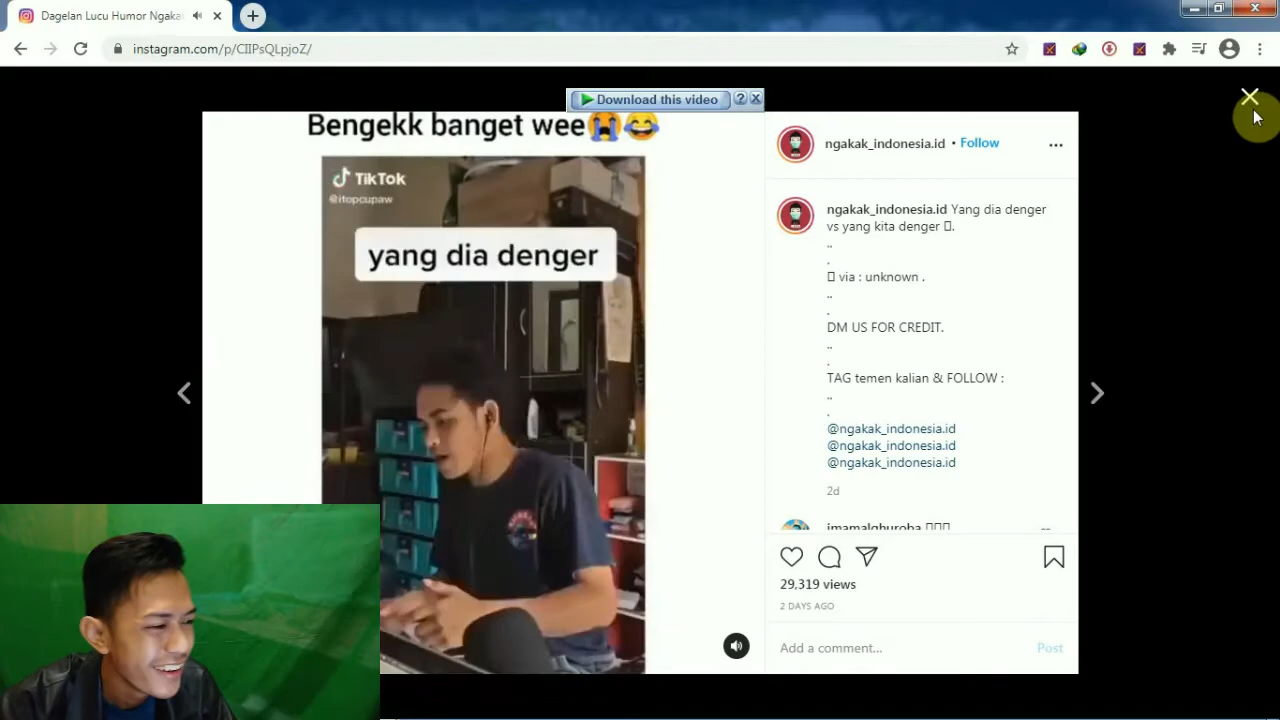 Dagelan Lucu Humor Ngaka
instagram.com/p/CIIPsQLpjoZ/
Download this video
?
Bengekk banget wee😭😂
TikTok
@itopcupaw
yang dia denger
ngakak_indonesia.id • Follow
ngakak_indonesia.id Yang dia denger
vs yang kita denger .
..
.
via : unknown .
..
.
DM US FOR CREDIT.
..
.
TAG temen kalian & FOLLOW :
..
.
@ngakak_indonesia.id
@ngakak_indonesia.id
@ngakak_indonesia.id
2d
imamalghuroba
29,319 views
2 DAYS AGO
Add a comment...
Post